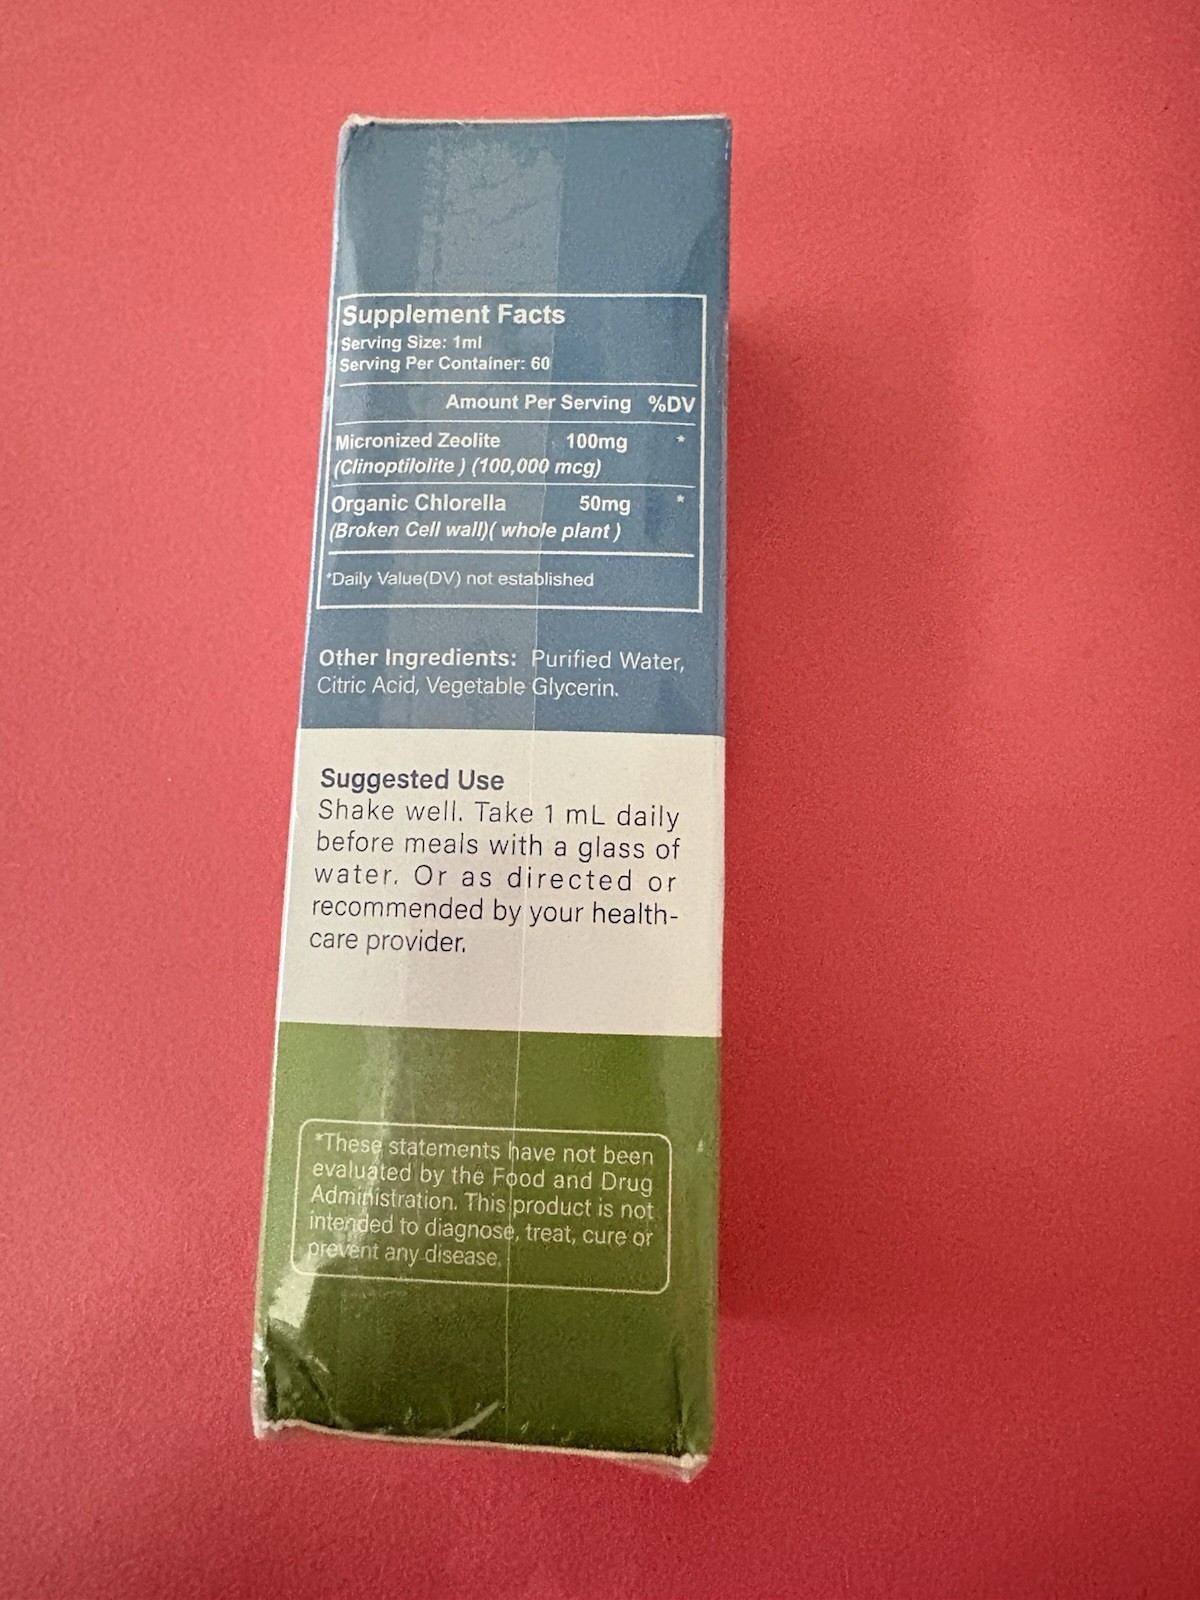 Supplement Facts
Serving Size: 1ml
Serving Per Container: 60
Amount Per Serving %DV
Micronized Zeolite 100mg *
(Clinoptilolite ) (100,000 mcg)
Organic Chlorella 50mg *
(Broken Cell wall)( whole plant )
*Daily Value(DV) not established
Other Ingredients: Purified Water,
Citric Acid, Vegetable Glycerin.
Suggested Use
Shake well. Take 1 mL daily
before meals with a glass of
water. Or as directed or
recommended by your health-
care provider.
*These statements have not been
evaluated by the Food and Drug
Administration. This product is not
intended to diagnose, treat, cure or
prevent any disease.